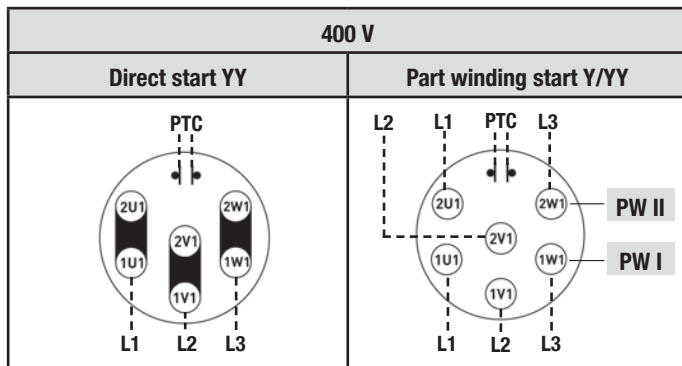 400 V
Direct start YY
Part winding start Y/YY
PTC
2U1
2W1
2V1
1U1
1W1
1V1
L1 L2 L3
L2 L1 PTC L3
2U1
2W1
PW II
2V1
1U1
1W1
PW I
1V1
L1 L2 L3